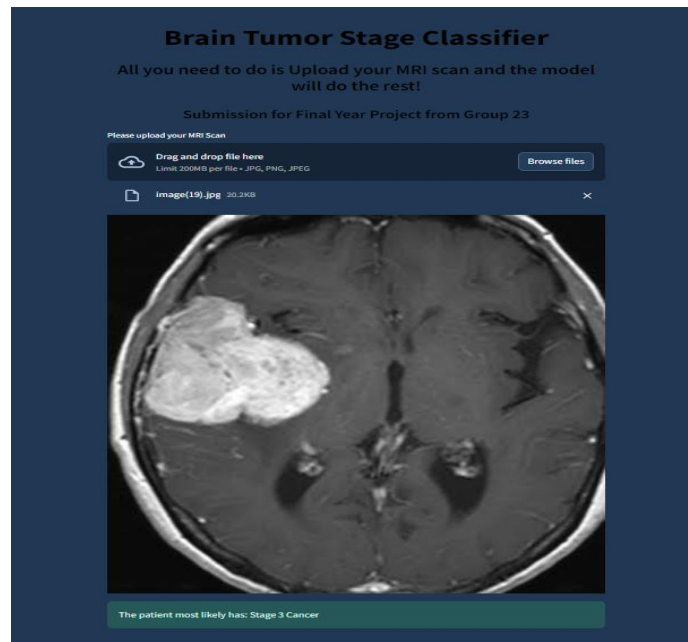 Brain Tumor Stage Classifier
All you need to do is Upload your MRI scan and the model
will do the rest!
Submission for Final Year Project from Group 23
Please upload your MRI Scan
Drag and drop file here
Limit 200MB per file • JPG, PNG, JPEG
Browse files
image(19).jpg 20.2KB
The patient most likely has: Stage 3 Cancer